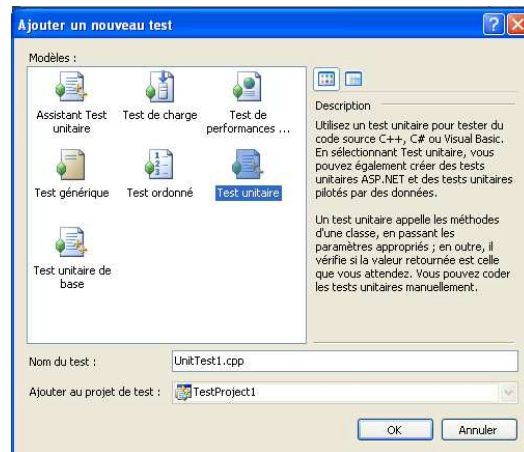 Ajouter un nouveau test
Modèles :
Assistant Test
unitaire
Test de charge
Test de
performances ...
Test générique
Test ordonné
Test unitaire
Test unitaire de
base
Description
Utilisez un test unitaire pour tester du
code source C++, C# ou Visual Basic.
En sélectionnant Test unitaire, vous
pouvez également créer des tests
unitaires ASP.NET et des tests unitaires
pilotés par des données.
Un test unitaire appelle les méthodes
d'une classe, en passant les
paramètres appropriés ; en outre, il
vérifie si la valeur retournée est celle
que vous attendez. Vous pouvez coder
les tests unitaires manuellement.
Nom du test :
UnitTest1.cpp
Ajouter au projet de test :
TestProject1
OK
Annuler